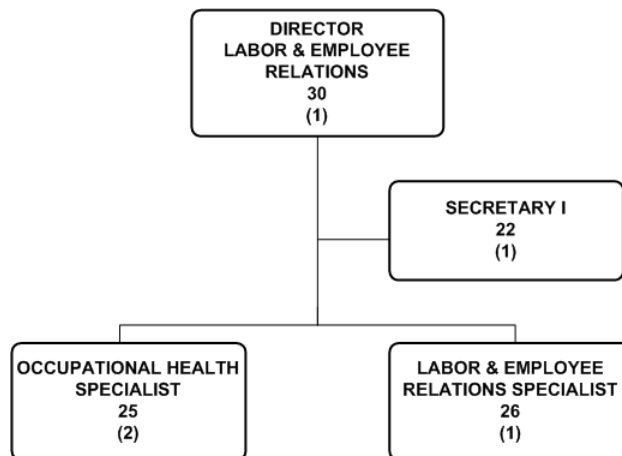 DIRECTOR
LABOR & EMPLOYEE
RELATIONS
30
(1)
SECRETARY I
22
(1)
OCCUPATIONAL HEALTH
SPECIALIST
25
(2)
LABOR & EMPLOYEE
RELATIONS SPECIALIST
26
(1)